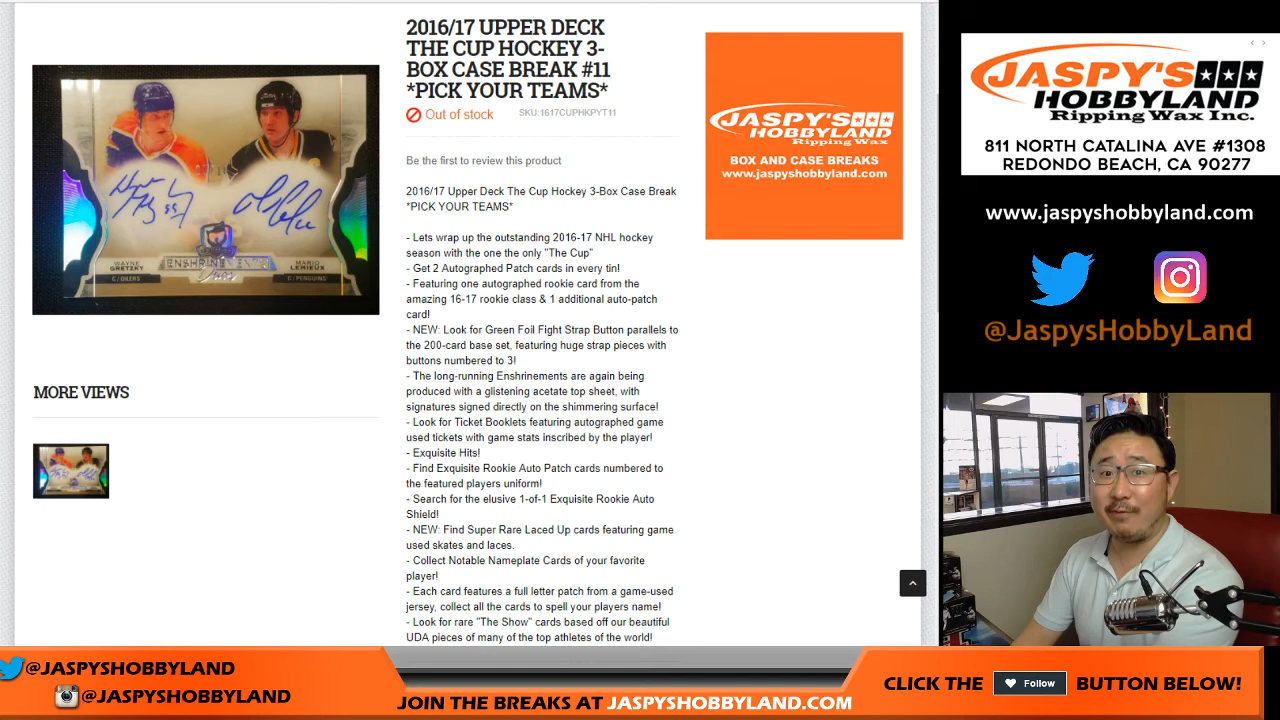 2016/17 UPPER DECK
THE CUP HOCKEY 3-
BOX CASE BREAK #11
*PICK YOUR TEAMS*
Out of stock
SKU:1617CUPHKPYT11
Be the first to review this product
2016/17 Upper Deck The Cup Hockey 3-Box Case Break
*PICK YOUR TEAMS*
- Lets wrap up the outstanding 2016-17 NHL hockey
season with the one the only "The Cup"
- Get 2 Autographed Patch cards in every tin!
- Featuring one autographed rookie card from the
amazing 16-17 rookie class & 1 additional auto-patch
card!
- NEW: Look for Green Foil Fight Strap Button parallels to
the 200-card base set, featuring huge strap pieces with
buttons numbered to 3!
- The long-running Enshrinements are again being
produced with a glistening acetate top sheet, with
signatures signed directly on the shimmering surface!
- Look for Ticket Booklets featuring autographed game
used tickets with game stats inscribed by the player!
- Exquisite Hits!
- Find Exquisite Rookie Auto Patch cards numbered to
the featured players uniform!
- Search for the elusive 1-of-1 Exquisite Rookie Auto
Shield!
- NEW: Find Super Rare Laced Up cards featuring game
used skates and laces.
- Collect Notable Nameplate Cards of your favorite
player!
- Each card features a full letter patch from a game-used
jersey, collect all the cards to spell your players name!
- Look for rare "The Show" cards based off our beautiful
UDA pieces of many of the top athletes of the world!
WAYNE
GRETZKY
C / OILERS
ENSHRINEMENTS
MARIO
LEMIEUX
C / PENGUINS
MORE VIEWS
JASPY'S
HOBBYLAND
Ripping Wax
BOX AND CASE BREAKS
www.jaspyshobbyland.com
JASPY'S
HOBBYLAND
Ripping Wax Inc.
811 NORTH CATALINA AVE #1308
REDONDO BEACH, CA 90277
www.jaspyshobbyland.com
@JaspysHobbyLand
@JASPYSHOBBYLAND
@JASPYSHOBBYLAND
JOIN THE BREAKS AT JASPYSHOBBYLAND.COM
CLICK THE Follow BUTTON BELOW!